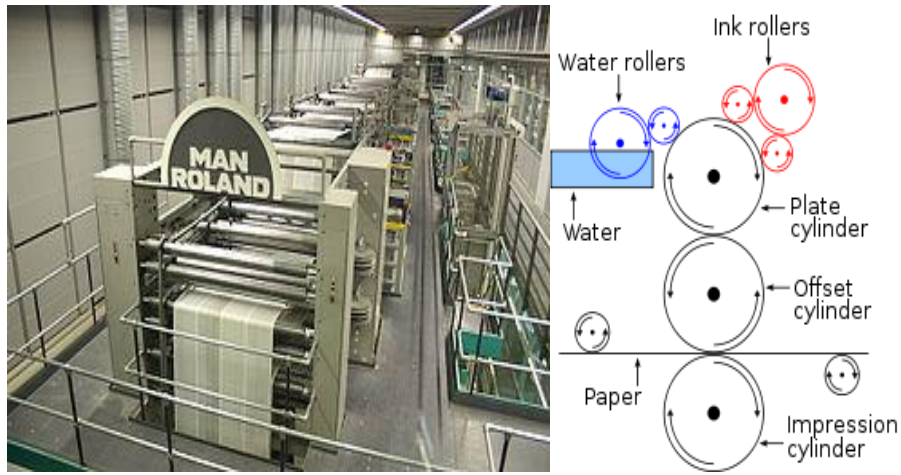 MAN
ROLAND
Ink rollers
Water rollers
Water
Plate
cylinder
Offset
cylinder
Paper
Impression
cylinder